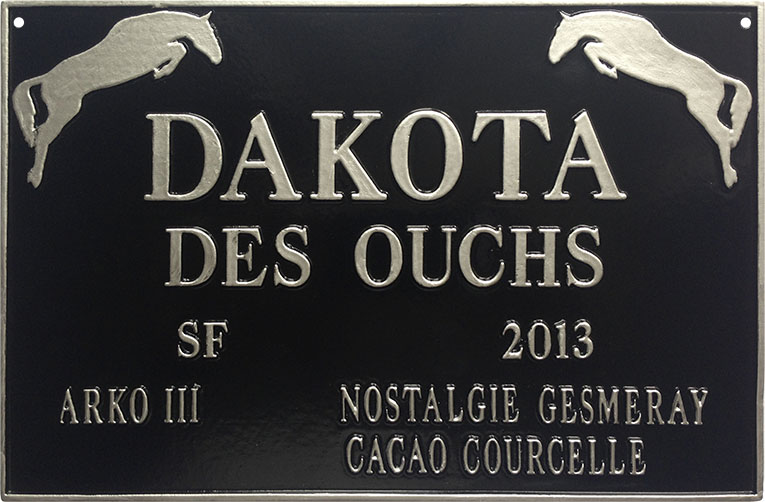 DAKOTA
DES OUCHS
SF 2013
ARKO III NOSTALGIE GESMERAY
CACAO COURCELLE